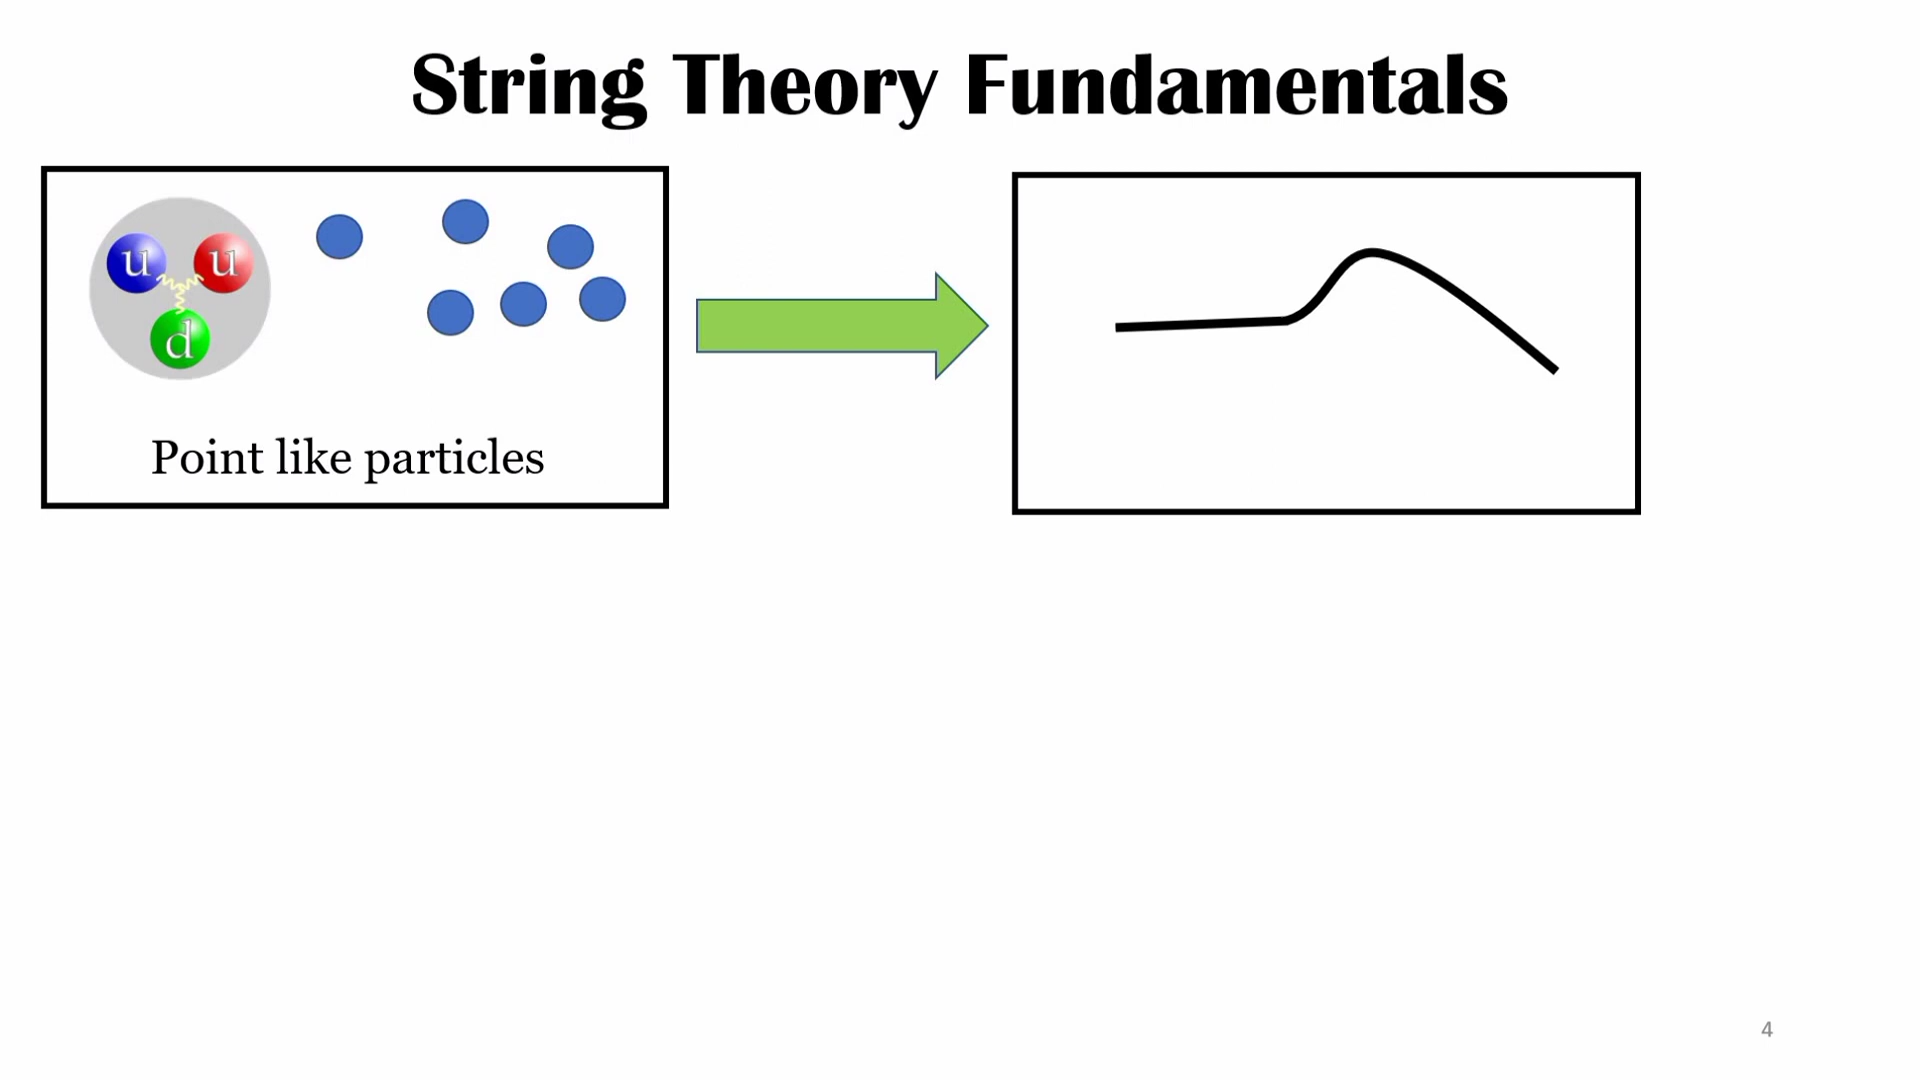 String Theory Fundamentals
u u
d
Point like particles
4